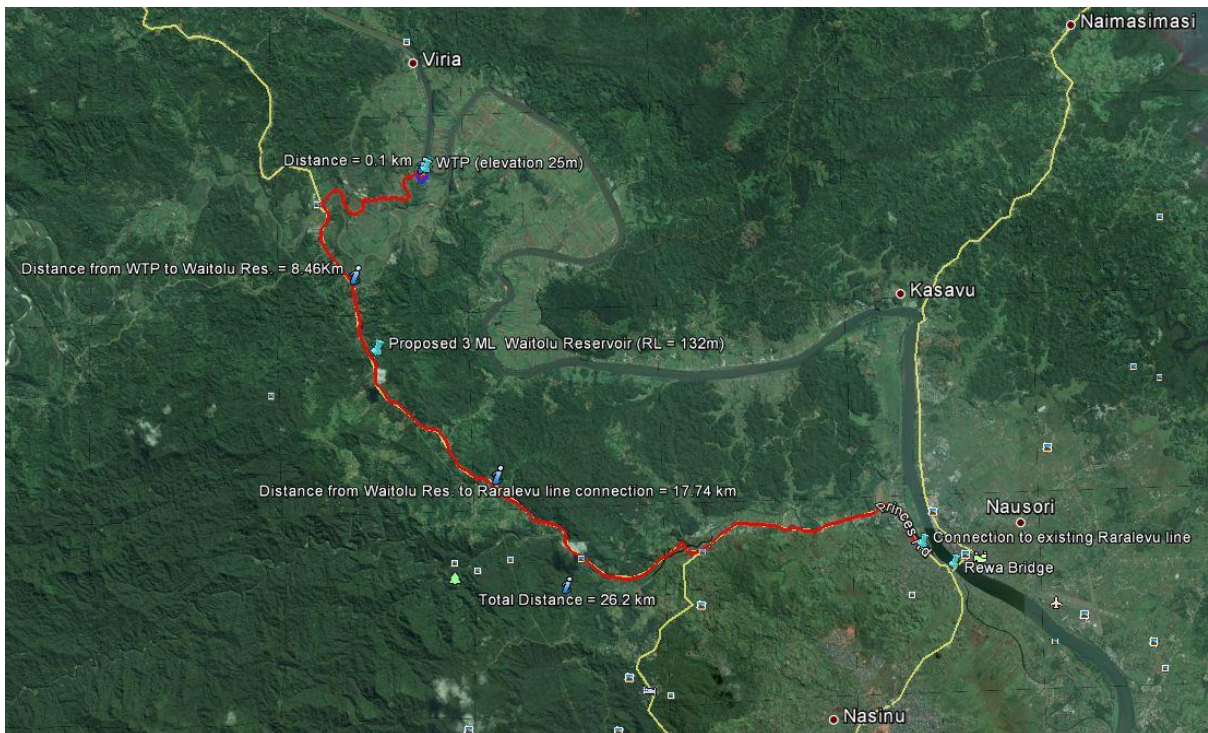 Naimasimasi
Viria
Distance = 0.1 km
WTP (elevation 25m)
Distance from WTP to Waitolu Res. = 8.46Km
Kasavu
Proposed 3 ML Waitolu Reservoir (RL = 132m)
Distance from Waitolu Res. to Raralevu line connection = 17.74 km
Princes Rd
Nausori
Connection to existing Raralevu line
Rewa Bridge
Total Distance = 26.2 km
Nasinu